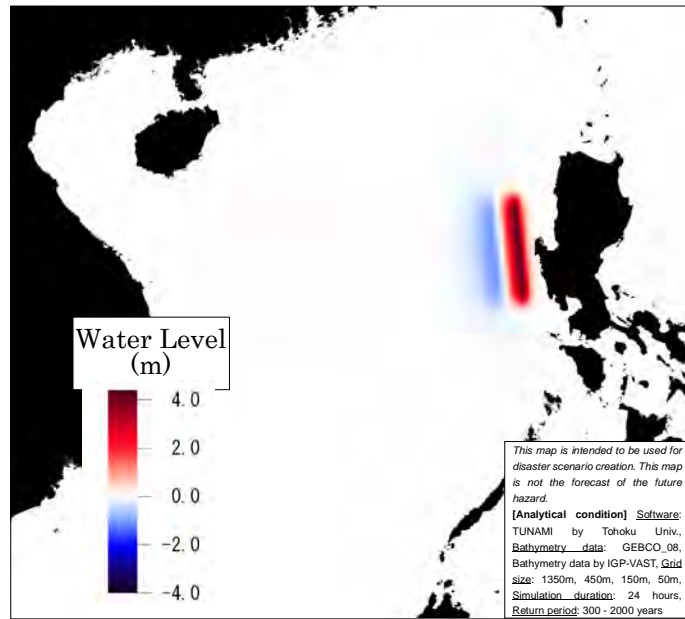 Water Level
(m)
4.0
2.0
0.0
-2.0
-4.0
This map is intended to be used for
disaster scenario creation. This map
is not the forecast of the future
hazard.
[Analytical condition] Software:
TUNAMI by Tohoku Univ.,
Bathymetry data: GEBCO_08,
Bathymetry data by IGP-VAST, Grid
size: 1350m, 450m, 150m, 50m,
Simulation duration: 24 hours,
Return period: 300 - 2000 years